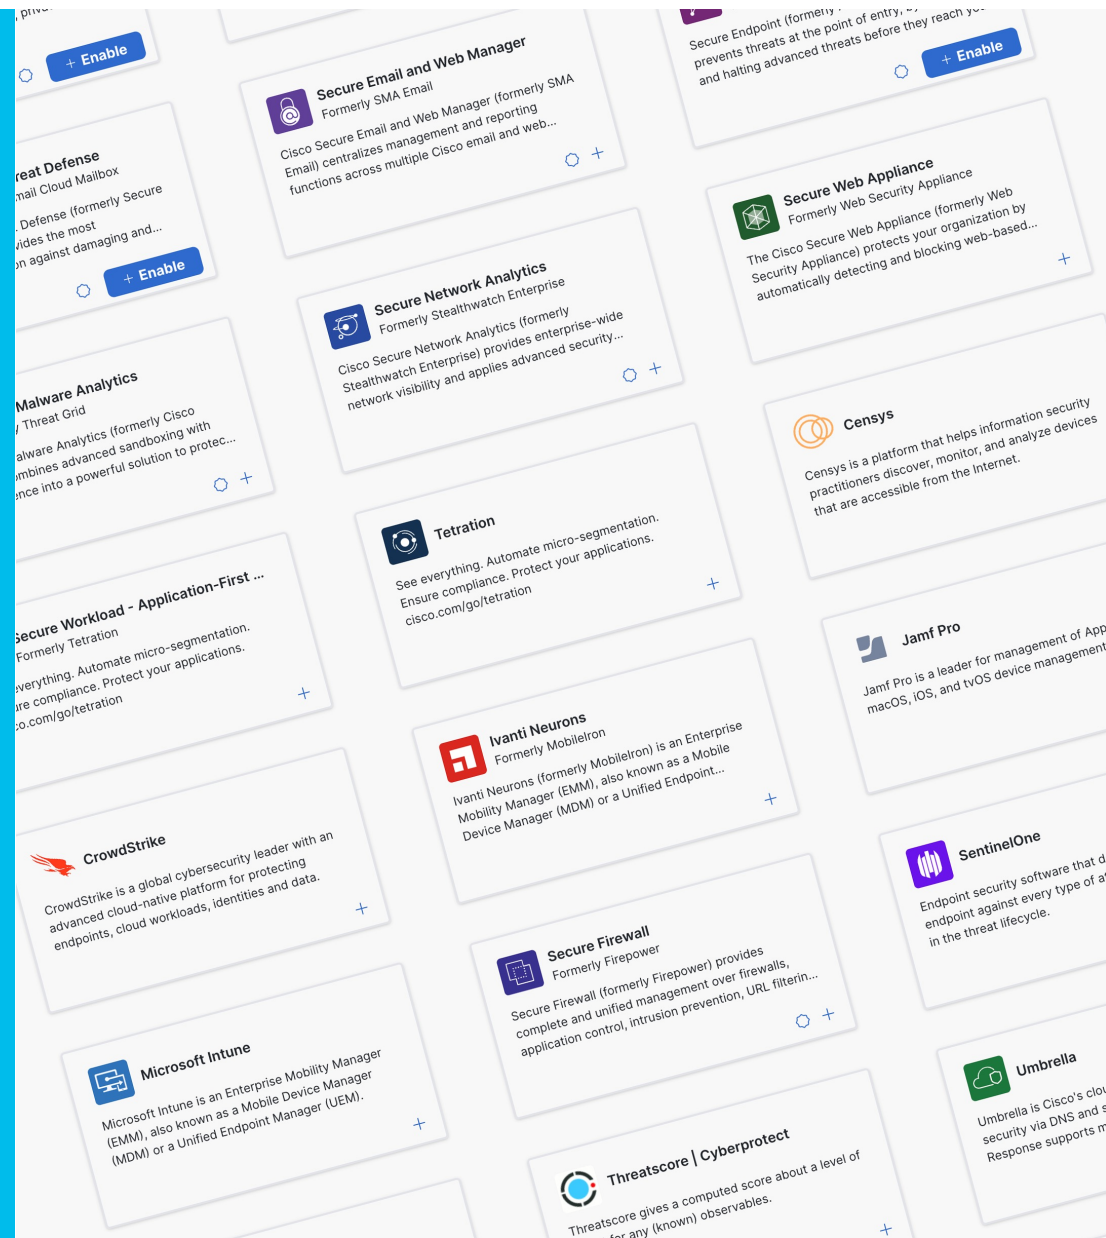 + Enable
Threat Defense
Email Cloud Mailbox
Defense (formerly Secure
provides the most
against damaging and...
+ Enable
Malware Analytics
Threat Grid
Malware Analytics (formerly Cisco
combines advanced sandboxing with
into a powerful solution to protec...
Secure Workload - Application-First ...
Formerly Tetration
everything. Automate micro-segmentation.
compliance. Protect your applications.
co.com/go/tetration
CrowdStrike
CrowdStrike is a global cybersecurity leader with an
advanced cloud-native platform for protecting
endpoints, cloud workloads, identities and data.
Microsoft Intune
Microsoft Intune is an Enterprise Mobility Manager
(EMM), also known as a Mobile Device Manager
(MDM) or a Unified Endpoint Manager (UEM).
Secure Email and Web Manager
Formerly SMA Email
Cisco Secure Email and Web Manager (formerly SMA
Email) centralizes management and reporting
functions across multiple Cisco email and web...
Secure Network Analytics
Formerly Stealthwatch Enterprise
Cisco Secure Network Analytics (formerly
Stealthwatch Enterprise) provides enterprise-wide
network visibility and applies advanced security...
Tetration
See everything. Automate micro-segmentation.
Ensure compliance. Protect your applications.
cisco.com/go/tetration
Ivanti Neurons
Formerly MobileIron
Ivanti Neurons (formerly MobileIron) is an Enterprise
Mobility Manager (EMM), also known as a Mobile
Device Manager (MDM) or a Unified Endpoint...
Secure Firewall
Formerly Firepower
Secure Firewall (formerly Firepower) provides
complete and unified management over firewalls,
application control, intrusion prevention, URL filterin...
Threatscore | Cyberprotect
Threatscore gives a computed score about a level of
for any (known) observables.
Secure Endpoint (formerly
prevents threats at the point of entry,
and halting advanced threats before they reach
+ Enable
Secure Web Appliance
Formerly Web Security Appliance
The Cisco Secure Web Appliance (formerly Web
Security Appliance) protects your organization by
automatically detecting and blocking web-based...
Censys
Censys is a platform that helps information security
practitioners discover, monitor, and analyze devices
that are accessible from the Internet.
Jamf Pro
Jamf Pro is a leader for management of App
macOS, iOS, and tvOS device management
SentinelOne
Endpoint security software that d
endpoint against every type of a
in the threat lifecycle.
Umbrella
Umbrella is Cisco's clou
security via DNS and s
Response supports m